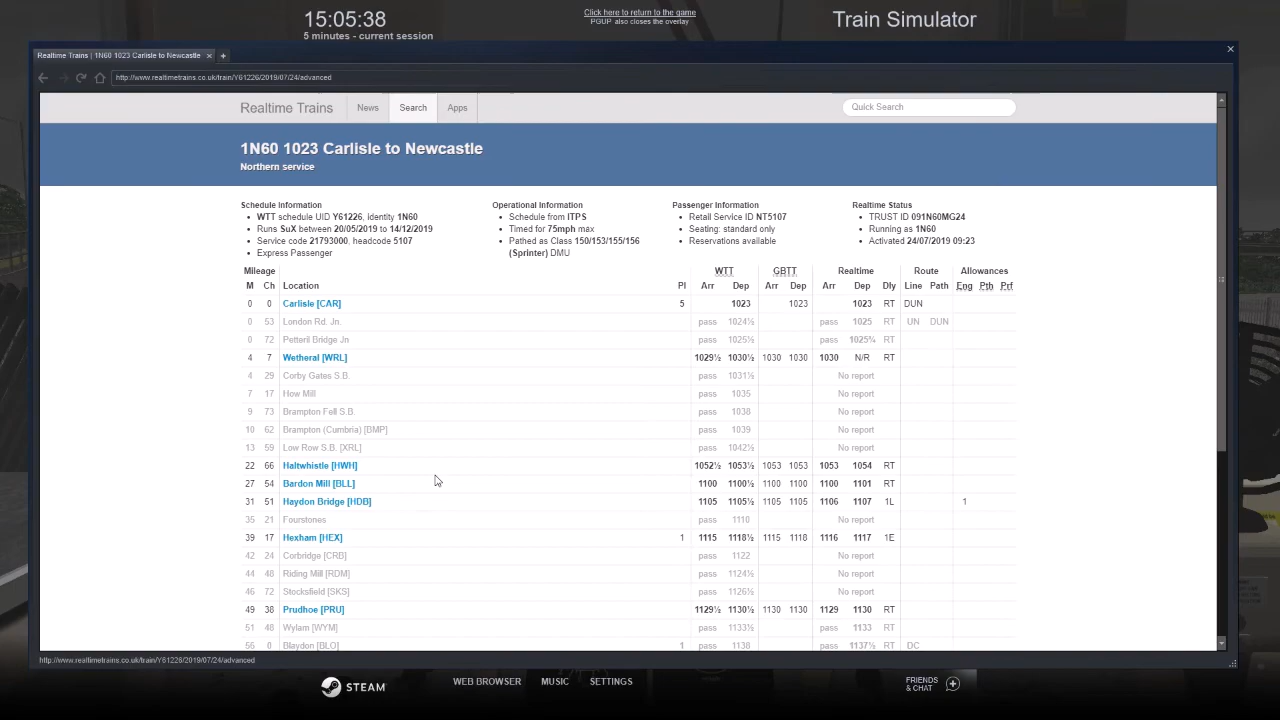 15:05:38
5 minutes - current session
Click here to return to the game
PGUP also closes the overlay
Train Simulator
Realtime Trains | 1N60 1023 Carlisle to Newcastle
http://www.realtimetrains.co.uk/train/Y61226/2019/07/24/advanced
Realtime Trains News Search Apps Quick Search
1N60 1023 Carlisle to Newcastle
Northern service
Schedule Information Operational Information Passenger Information Realtime Status
WTT schedule UID Y61226, identity 1N60 Schedule from ITPS Retail Service ID NT5107 TRUST ID 091N60MG24
Runs SuX between 20/05/2019 to 14/12/2019 Timed for 75mph max Seating: standard only Running as 1N60
Service code 21793000, headcode 5107 Pathed as Class 150/153/155/156 Reservations available Activated 24/07/2019 09:23
Express Passenger (Sprinter) DMU
Mileage WTT GBTT Realtime Route Allowances
M Ch Location Pl Arr Dep Arr Dep Arr Dep Dly Line Path Eng Pth Prf
0 0 Carlisle [CAR] 5 1023 1023 1023 RT DUN
0 53 London Rd. Jn. pass 1024½ pass 1025 RT UN DUN
0 72 Petteril Bridge Jn pass 1025½ pass 1025¼ RT
4 7 Wetheral [WRL] 1029½ 1030½ 1030 1030 1030 N/R RT
4 29 Corby Gates S.B. pass 1031½ No report
7 17 How Mill pass 1035 No report
9 73 Brampton Fell S.B. pass 1038 No report
10 62 Brampton (Cumbria) [BMP] pass 1039 No report
13 59 Low Row S.B. [XRL] pass 1042½ No report
22 66 Haltwhistle [HWH] 1052½ 1053½ 1053 1053 1053 1054 RT
27 54 Bardon Mill [BLL] 1100 1100½ 1100 1100 1100 1101 RT
31 51 Haydon Bridge [HDB] 1105 1105½ 1105 1105 1106 1107 1L 1
35 21 Fourstones pass 1110 No report
39 17 Hexham [HEX] 1 1115 1118½ 1115 1118 1116 1117 1E
42 24 Corbridge [CRB] pass 1122 No report
44 48 Riding Mill [RDM] pass 1124½ No report
46 72 Stocksfield [SKS] pass 1126½ No report
49 38 Prudhoe [PRU] 1129½ 1130½ 1130 1130 1129 1130 RT
51 48 Wylam [WYM] pass 1133½ pass 1133 RT
56 0 Blaydon [BLO] 1 pass 1138 pass 1137½ RT DC
http://www.realtimetrains.co.uk/train/Y61226/2019/07/24/advanced
STEAM WEB BROWSER MUSIC SETTINGS FRIENDS & CHAT